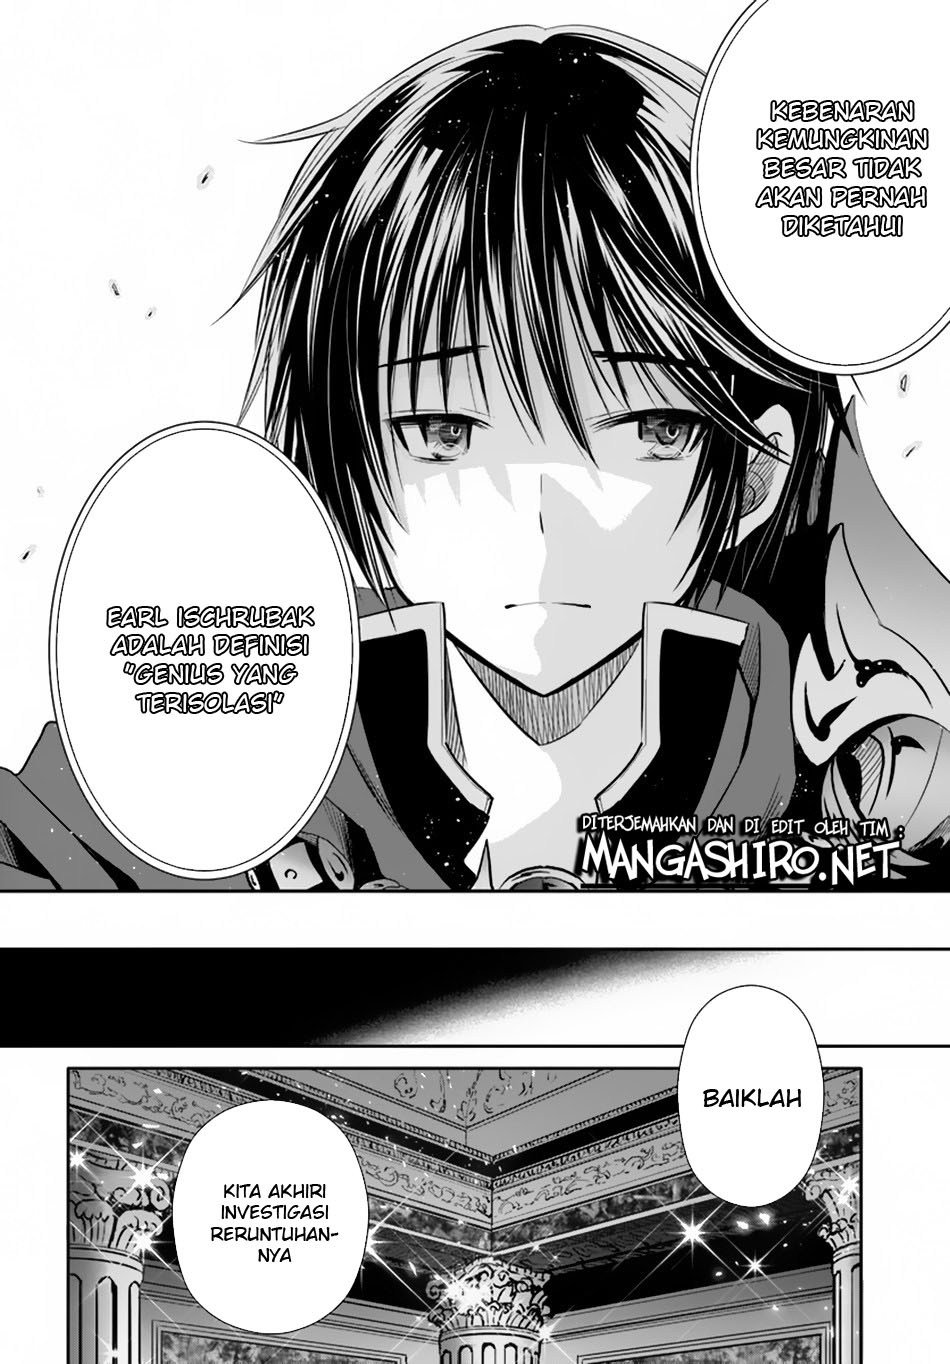 KEBENARAN
KEMUNGKINAN
BESAR TIDAK
AKAN PERNAH
DIKETAHUI
EARL ISCHRUBAK
ADALAH DEFINISI
"GENIUS YANG
TERISOLASI"
DITERJEMAHKAN DAN DI EDIT OLEH TIM :
MANGASHIRO.NET
BAIKLAH
KITA AKHIRI
INVESTIGASI
RERUNTUHAN-
NYA